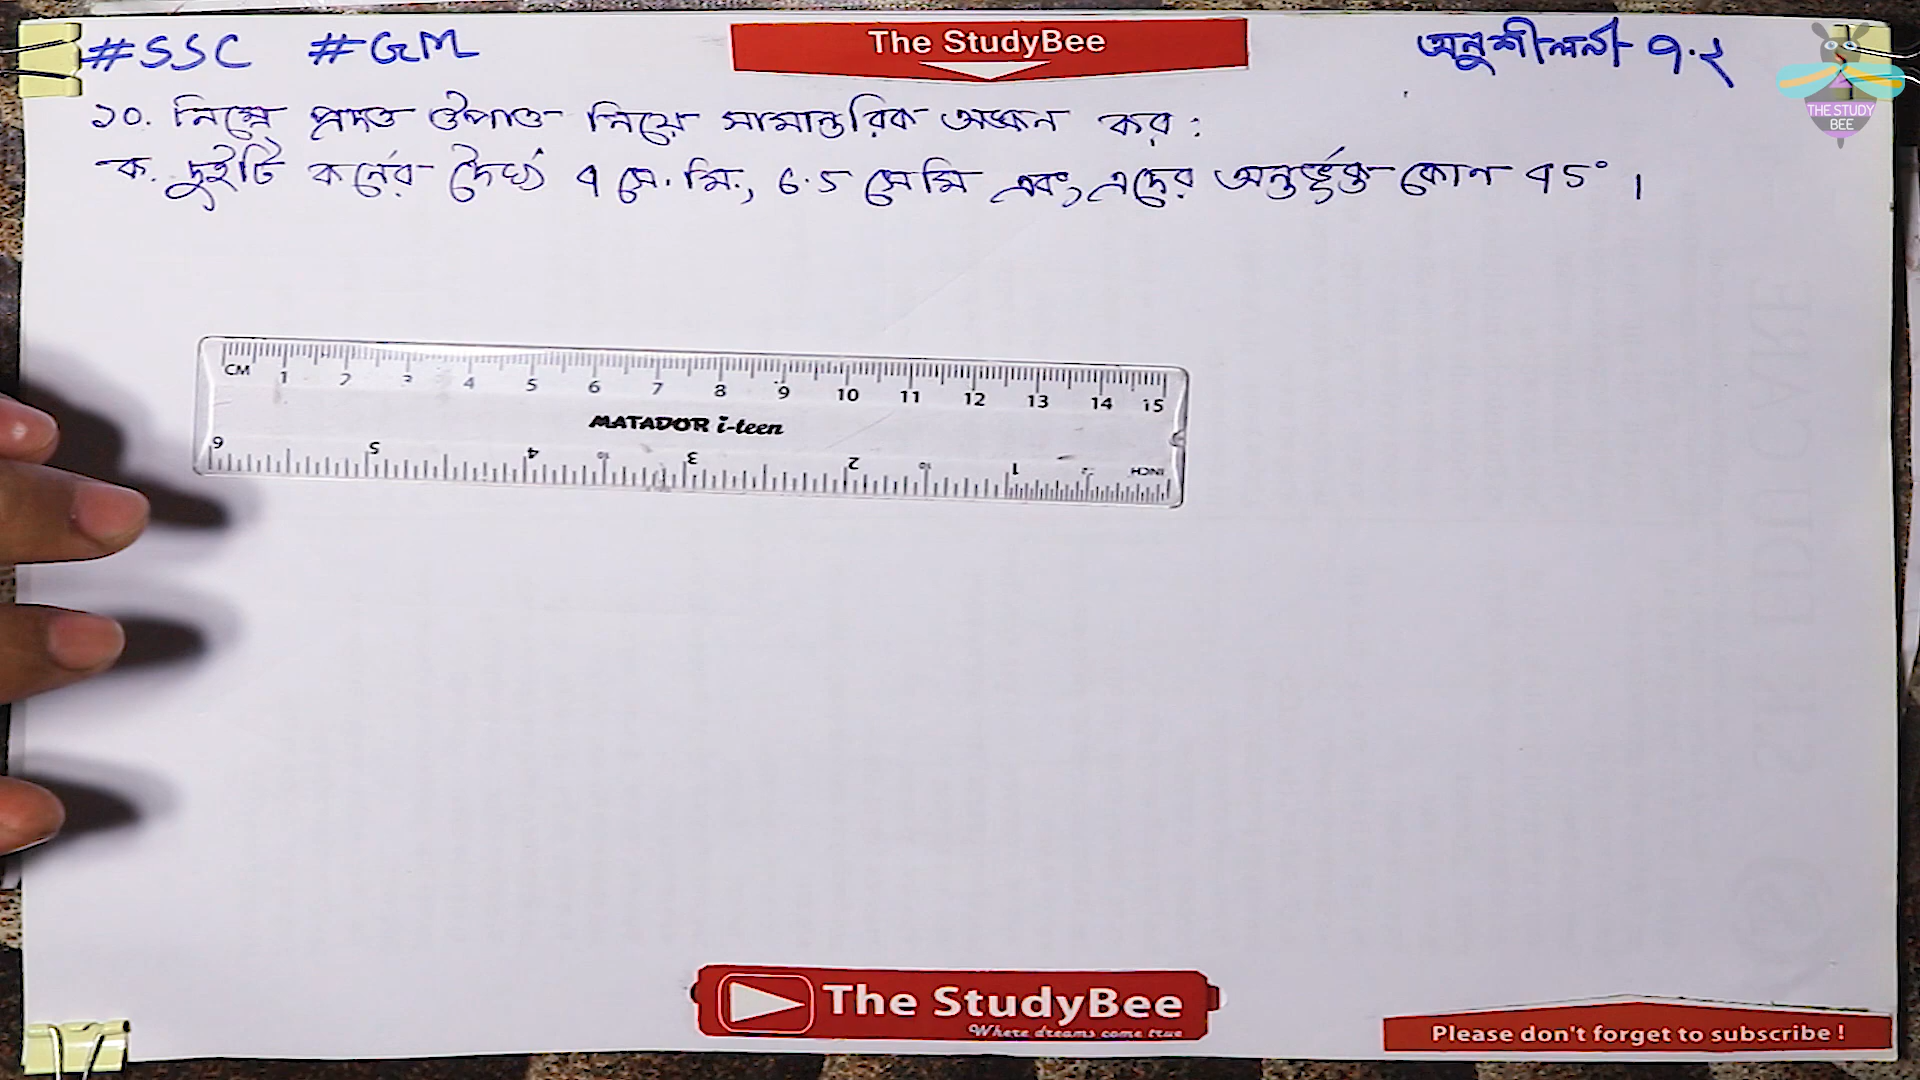 #SSC #GM
The StudyBee
অনুশীলনী ৭.২
THE STUDY
BEE
১০. নিম্নে প্রদত্ত উপাত্ত নিয়ে সামান্তরিক অঙ্কন কর:
ক. দুইটি কর্ণের দৈর্ঘ্য ৭ সে.মি., 6.5 সেমি এবং এদের অন্তর্ভুক্ত কোন 45° ।
CM 1 2 3 4 5 6 7 8 9 10 11 12 13 14 15
MATADOR i-teen
6 5 4 3 2 1 INCH
The StudyBee
Where dreams come true
Please don't forget to subscribe !